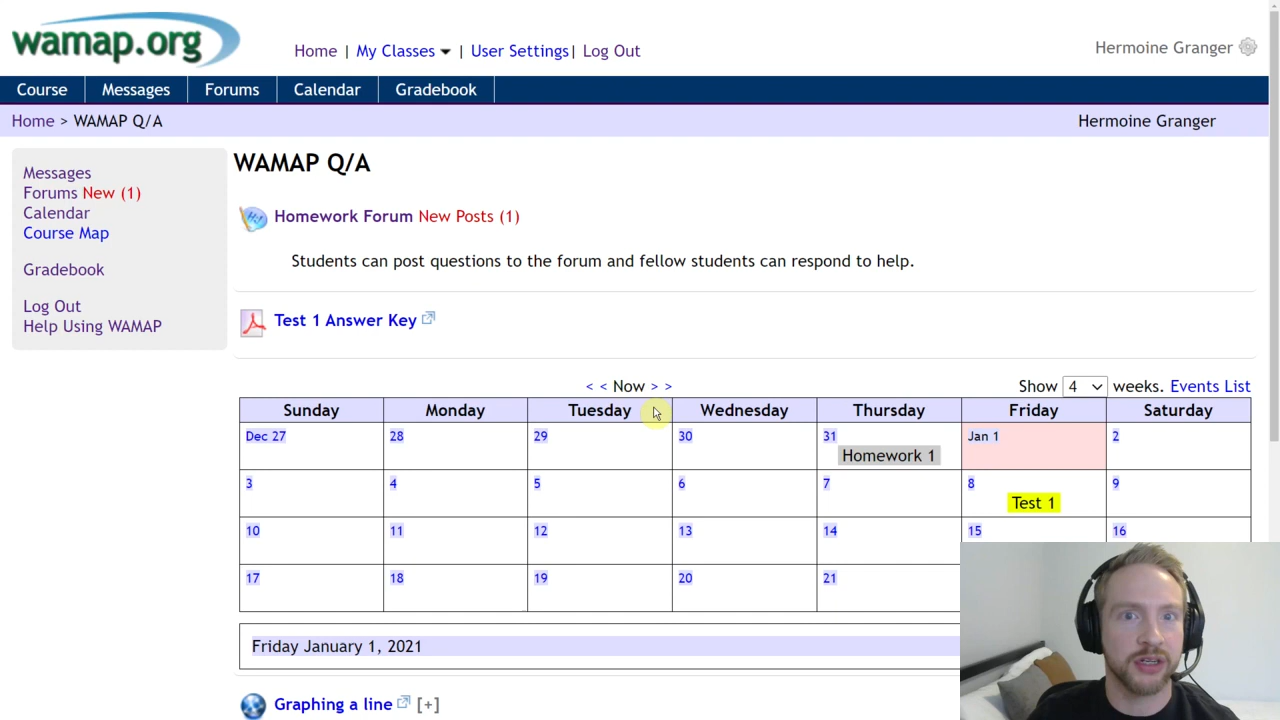 wamap.org
Home | My Classes | User Settings | Log Out
Hermoine Granger
Course Messages Forums Calendar Gradebook
Home > WAMAP Q/A
Hermoine Granger
Messages
Forums New (1)
Calendar
Course Map
Gradebook
Log Out
Help Using WAMAP
WAMAP Q/A
Homework Forum New Posts (1)
Students can post questions to the forum and fellow students can respond to help.
Test 1 Answer Key
< < Now > >
Show 4 weeks. Events List
Sunday Monday Tuesday Wednesday Thursday Friday Saturday
Dec 27 28 29 30 31 Jan 1 2
Homework 1
3 4 5 6 7 8 9
Test 1
10 11 12 13 14 15 16
17 18 19 20 21
Friday January 1, 2021
Graphing a line [+]